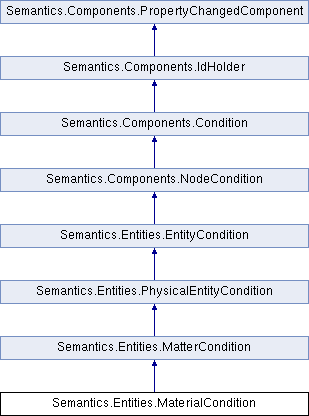 Semantics.Components.PropertyChangedComponent
Semantics.Components.IdHolder
Semantics.Components.Condition
Semantics.Components.NodeCondition
Semantics.Entities.EntityCondition
Semantics.Entities.PhysicalEntityCondition
Semantics.Entities.MatterCondition
Semantics.Entities.MaterialCondition